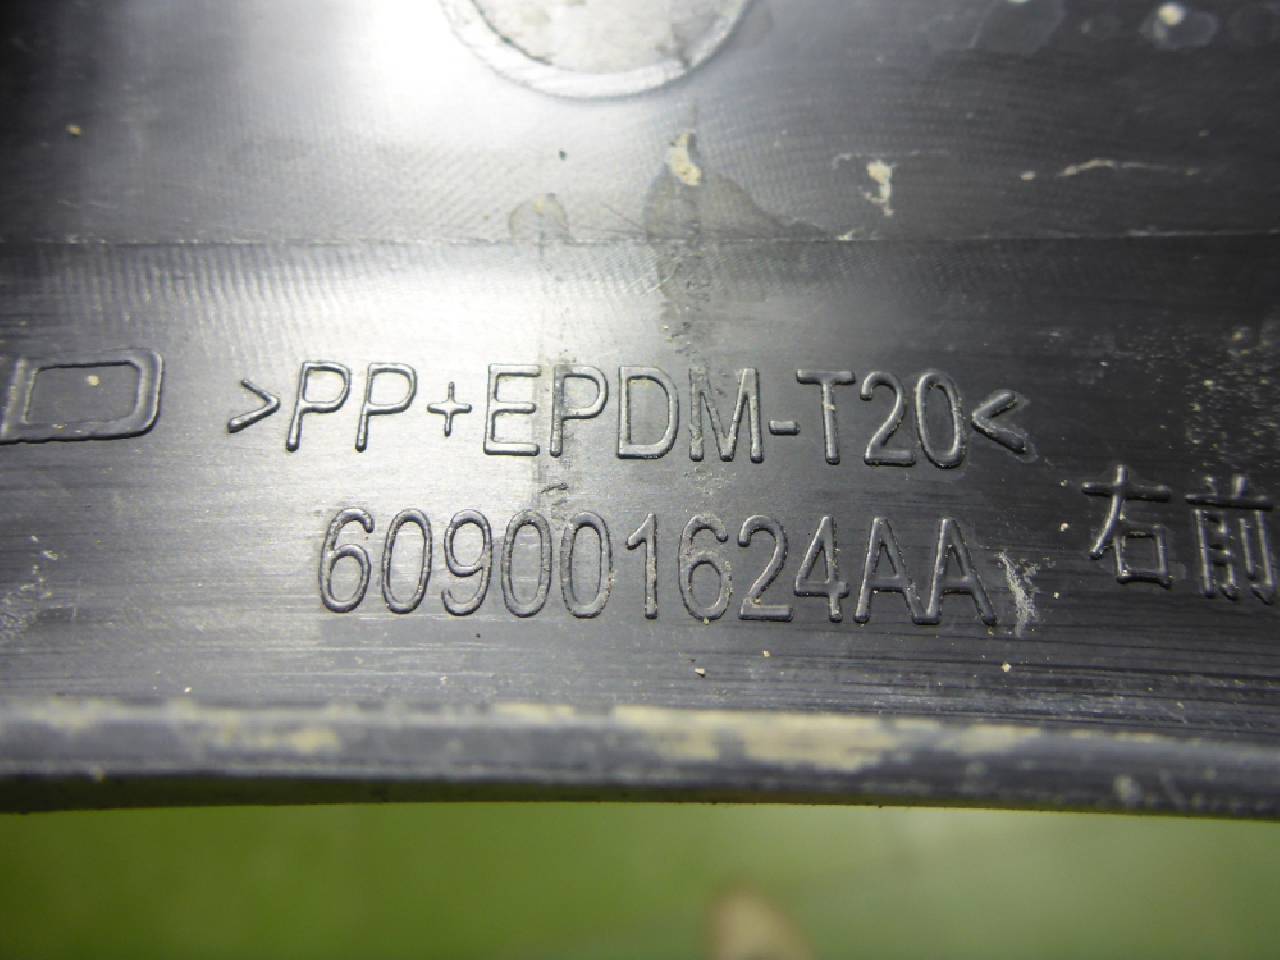 >PP+EPDM-T20<
609001624AA
右前